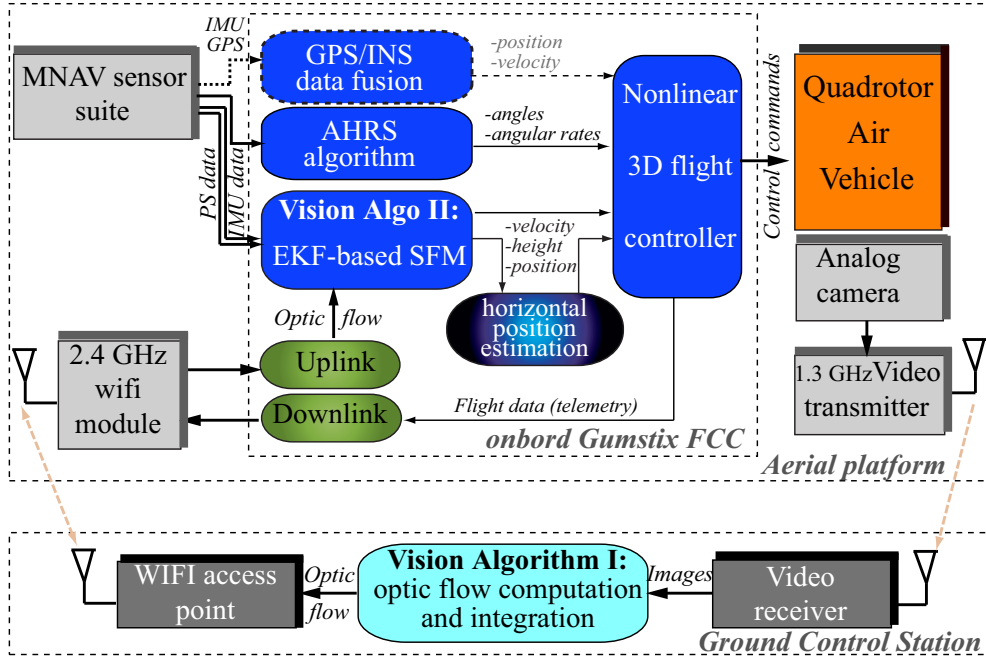 IMU
GPS
MNAV sensor
suite
GPS/INS
data fusion
-position
-velocity
AHRS
algorithm
-angles
-angular rates
PS data
IMU data
Vision Algo II:
EKF-based SFM
-velocity
-height
-position
Nonlinear
3D flight
controller
Control commands
Quadrotor
Air
Vehicle
Analog
camera
1.3 GHz Video
transmitter
horizontal
position
estimation
Optic flow
2.4 GHz
wifi
module
Uplink
Downlink
Flight data (telemetry)
onbord Gumstix FCC
Aerial platform
WIFI access
point
Optic
flow
Vision Algorithm I:
optic flow computation
and integration
Images
Video
receiver
Ground Control Station